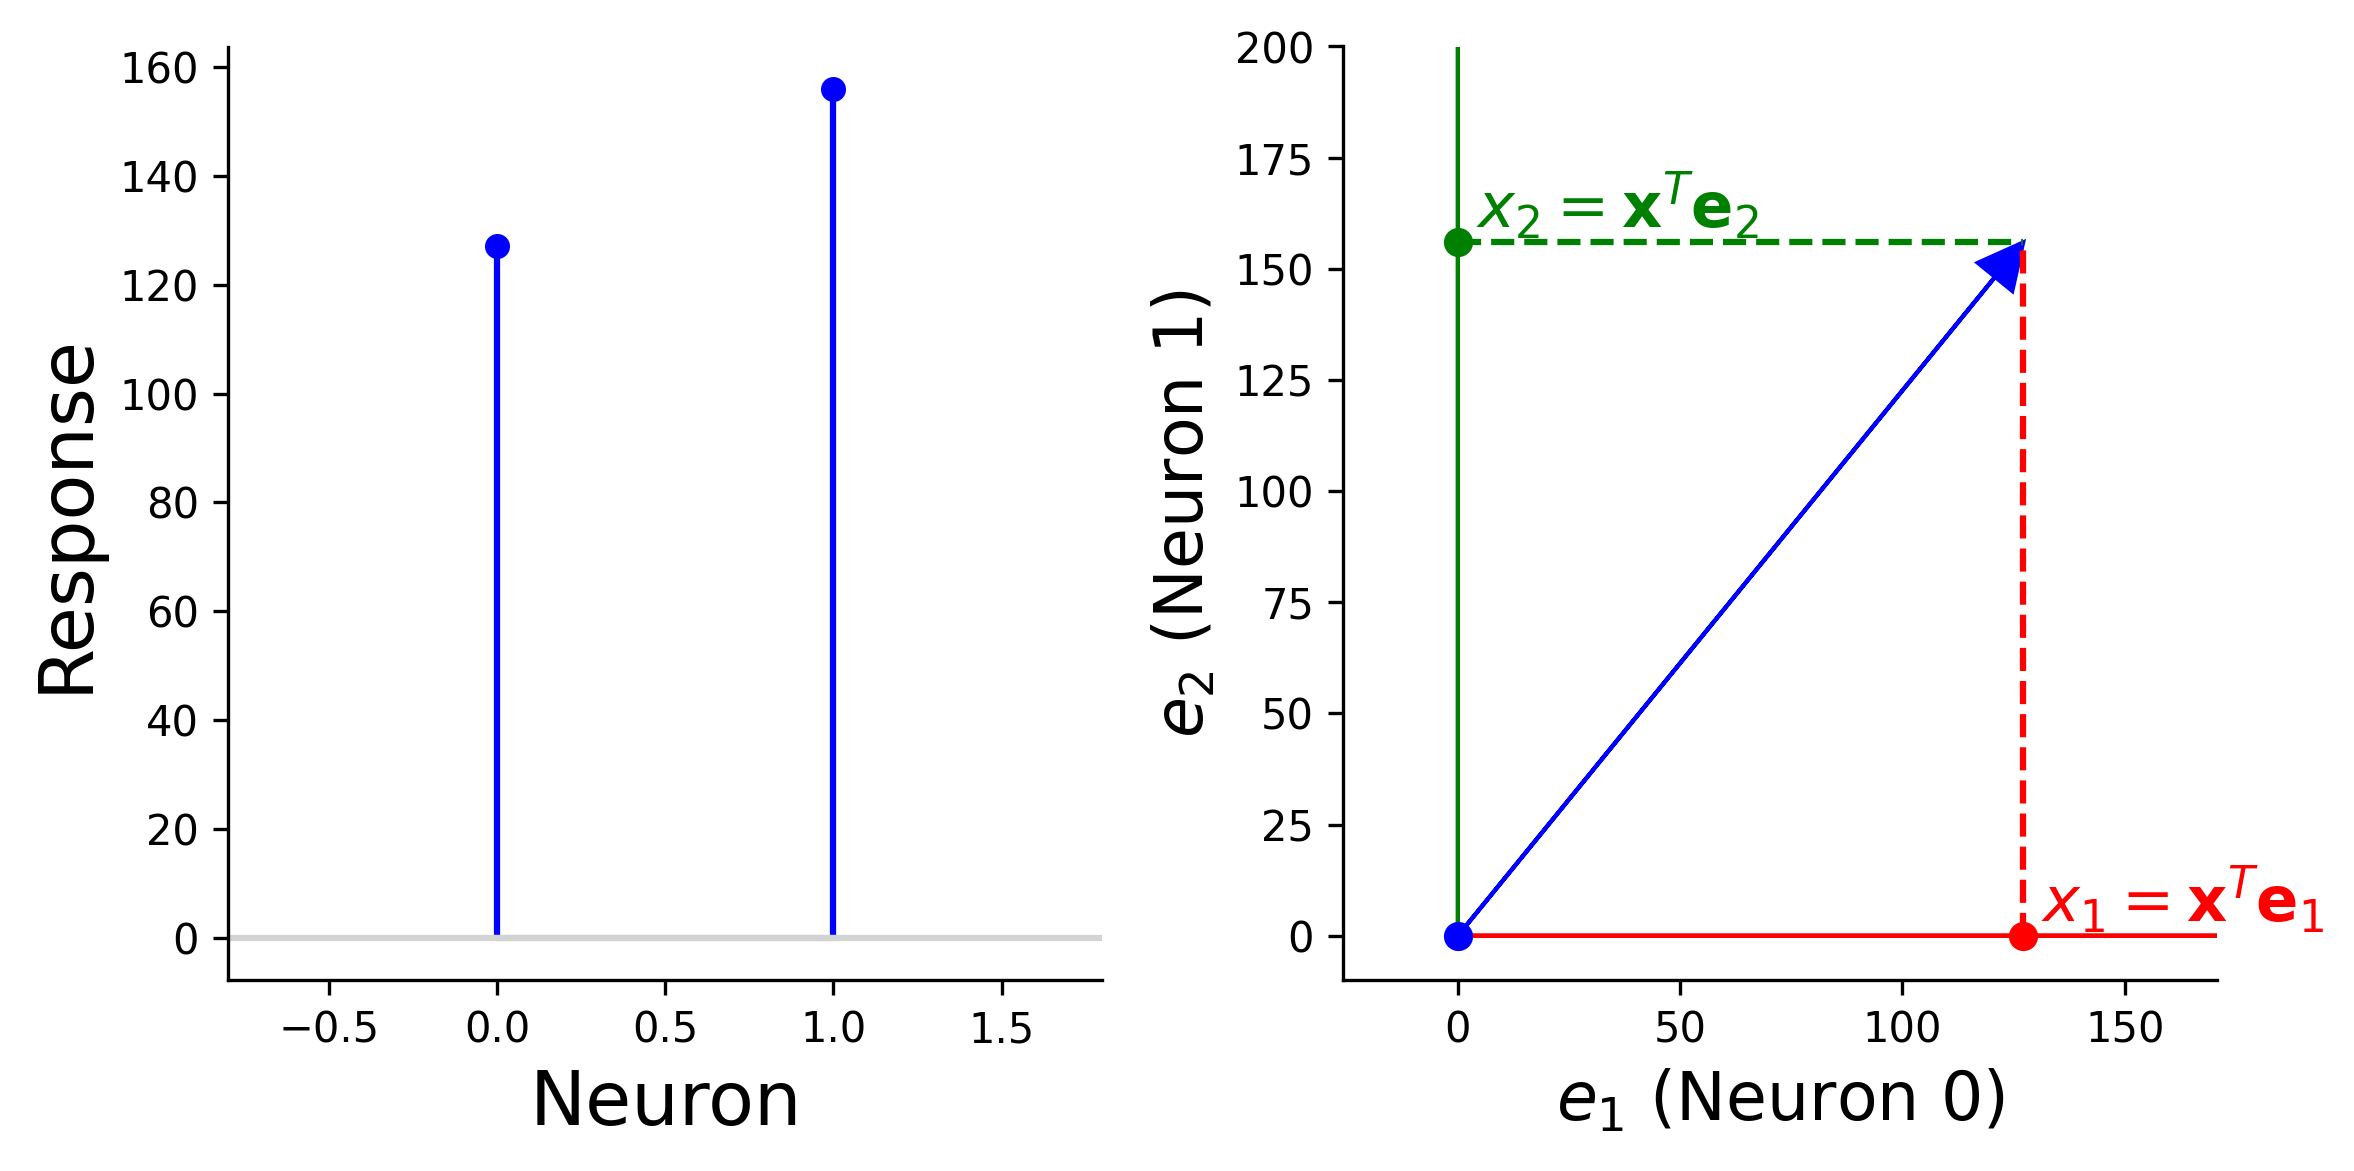 160
140
120
100
80
60
40
20
0
−0.5 0.0 0.5 1.0 1.5
Response
Neuron
200
175
150
125
100
75
50
25
0
0 50 100 150
e₂ (Neuron 1)
e₁ (Neuron 0)
x₂ = xᵀe₂
x₁ = xᵀe₁